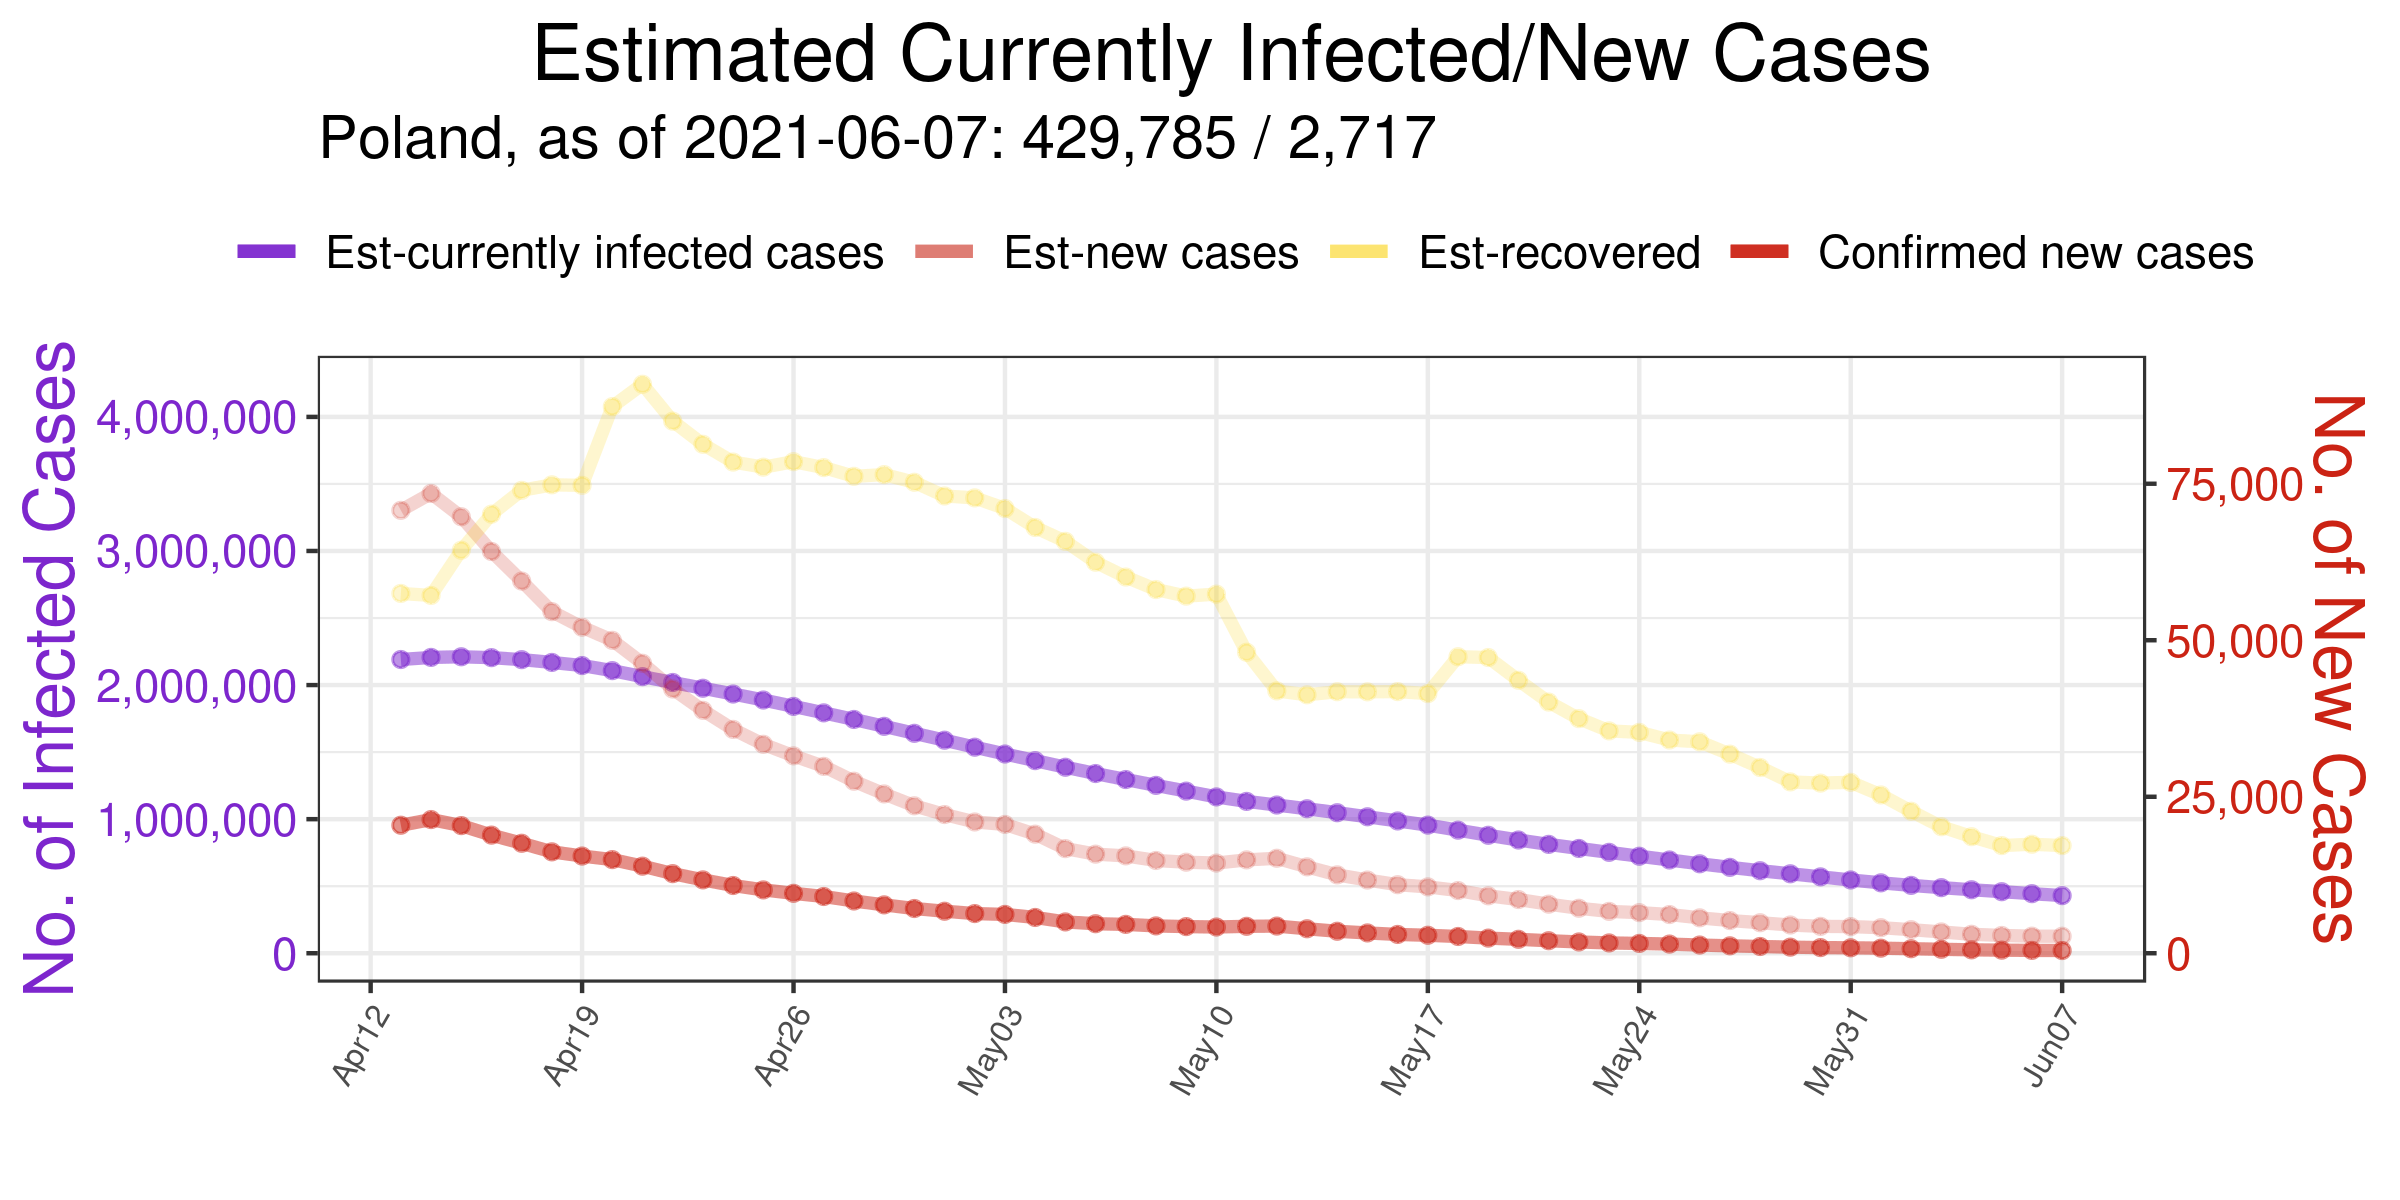 Estimated Currently Infected/New Cases
Poland, as of 2021-06-07: 429,785 / 2,717
Est-currently infected cases Est-new cases Est-recovered Confirmed new cases
No. of Infected Cases
4,000,000
3,000,000
2,000,000
1,000,000
0
75,000
50,000
25,000
0
No. of New Cases
Apr12 Apr19 Apr26 May03 May10 May17 May24 May31 Jun07